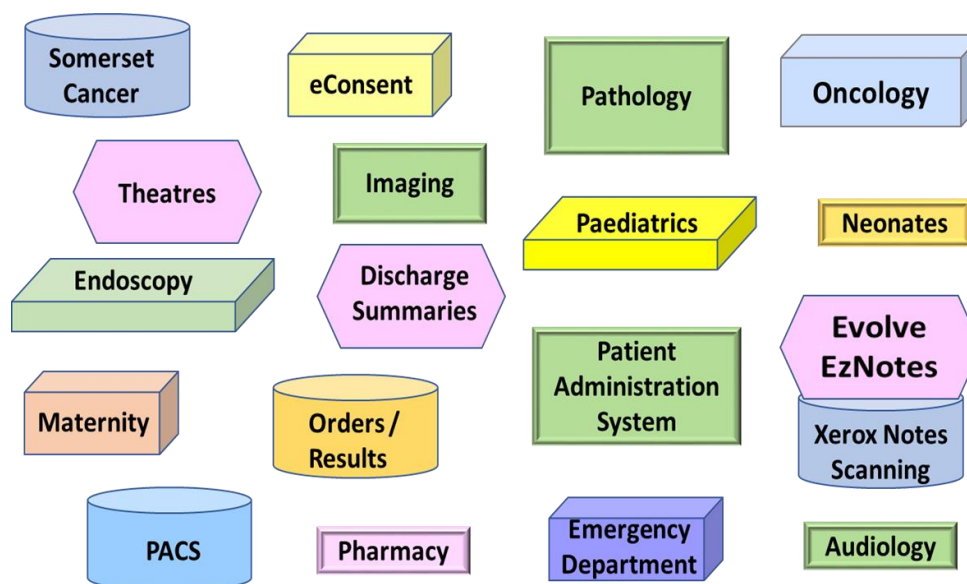 Somerset
Cancer
eConsent
Pathology
Oncology
Theatres
Imaging
Paediatrics
Neonates
Endoscopy
Discharge
Summaries
Evolve
EzNotes
Patient
Administration
System
Maternity
Orders /
Results
Xerox Notes
Scanning
PACS
Pharmacy
Emergency
Department
Audiology